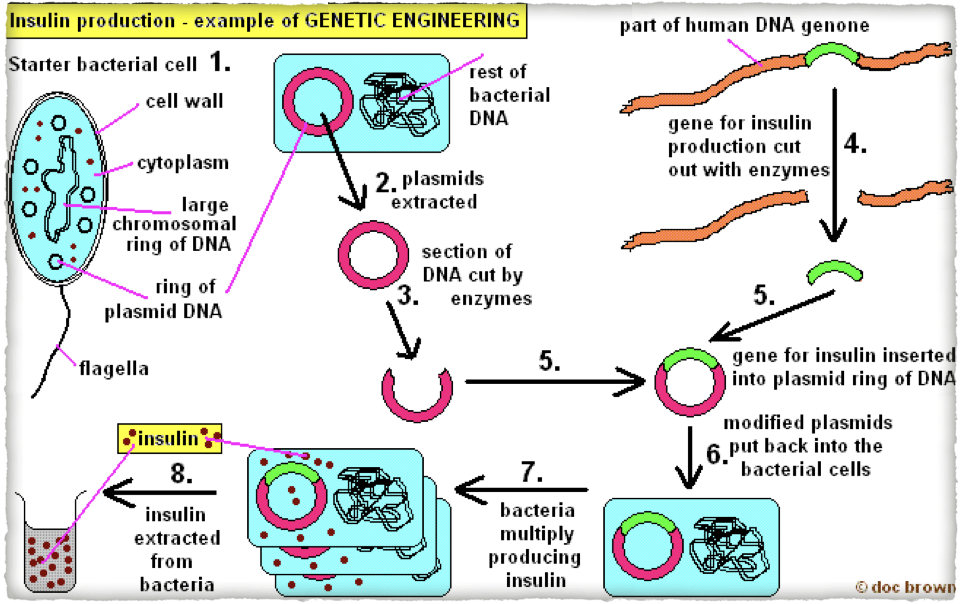 Insulin production - example of GENETIC ENGINEERING
Starter bacterial cell 1.
cell wall
cytoplasm
large
chromosomal
ring of DNA
ring of
plasmid DNA
flagella
rest of
bacterial
DNA
2. plasmids
extracted
section of
DNA cut by
enzymes
3.
part of human DNA genone
gene for insulin
production cut
out with enzymes
4.
5.
5.
gene for insulin inserted
into plasmid ring of DNA
modified plasmids
put back into the
bacterial cells
6.
7.
bacteria
multiply
producing
insulin
insulin
8.
insulin
extracted
from
bacteria
© doc brown